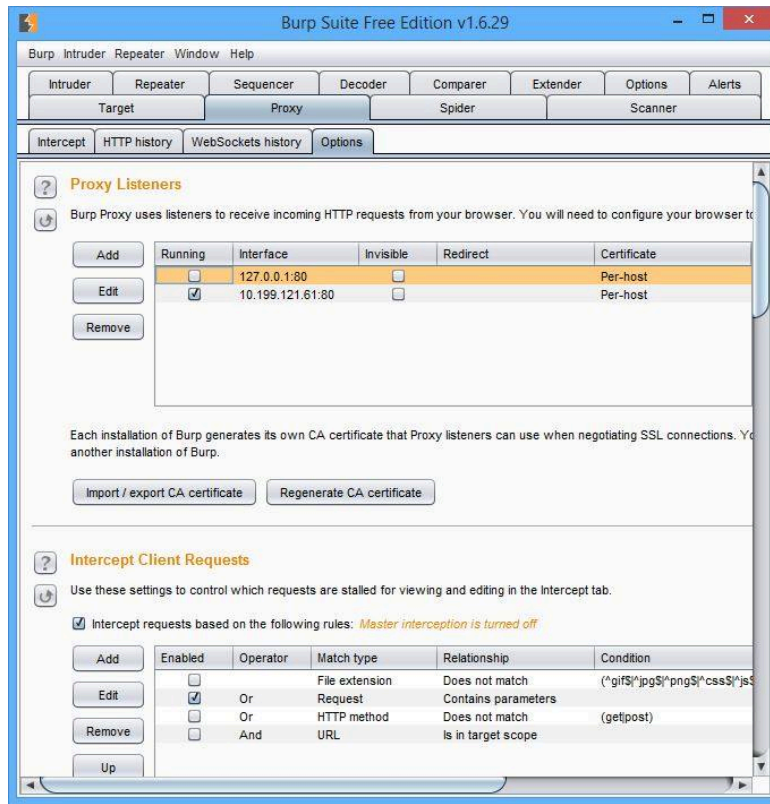 Burp Suite Free Edition v1.6.29
Burp Intruder Repeater Window Help
Intruder Repeater Sequencer Decoder Comparer Extender Options Alerts
Target Proxy Spider Scanner
Intercept HTTP history WebSockets history Options
? Proxy Listeners
Burp Proxy uses listeners to receive incoming HTTP requests from your browser. You will need to configure your browser to
Add Running Interface Invisible Redirect Certificate
127.0.0.1:80 Per-host
Edit 10.199.121.61:80 Per-host
Remove
Each installation of Burp generates its own CA certificate that Proxy listeners can use when negotiating SSL connections. Yo
another installation of Burp.
Import / export CA certificate Regenerate CA certificate
? Intercept Client Requests
Use these settings to control which requests are stalled for viewing and editing in the Intercept tab.
Intercept requests based on the following rules: Master interception is turned off
Add Enabled Operator Match type Relationship Condition
File extension Does not match (^gif$|^jpg$|^png$|^css$|^js$
Edit Or Request Contains parameters
Or HTTP method Does not match (get|post)
Remove And URL Is in target scope
Up